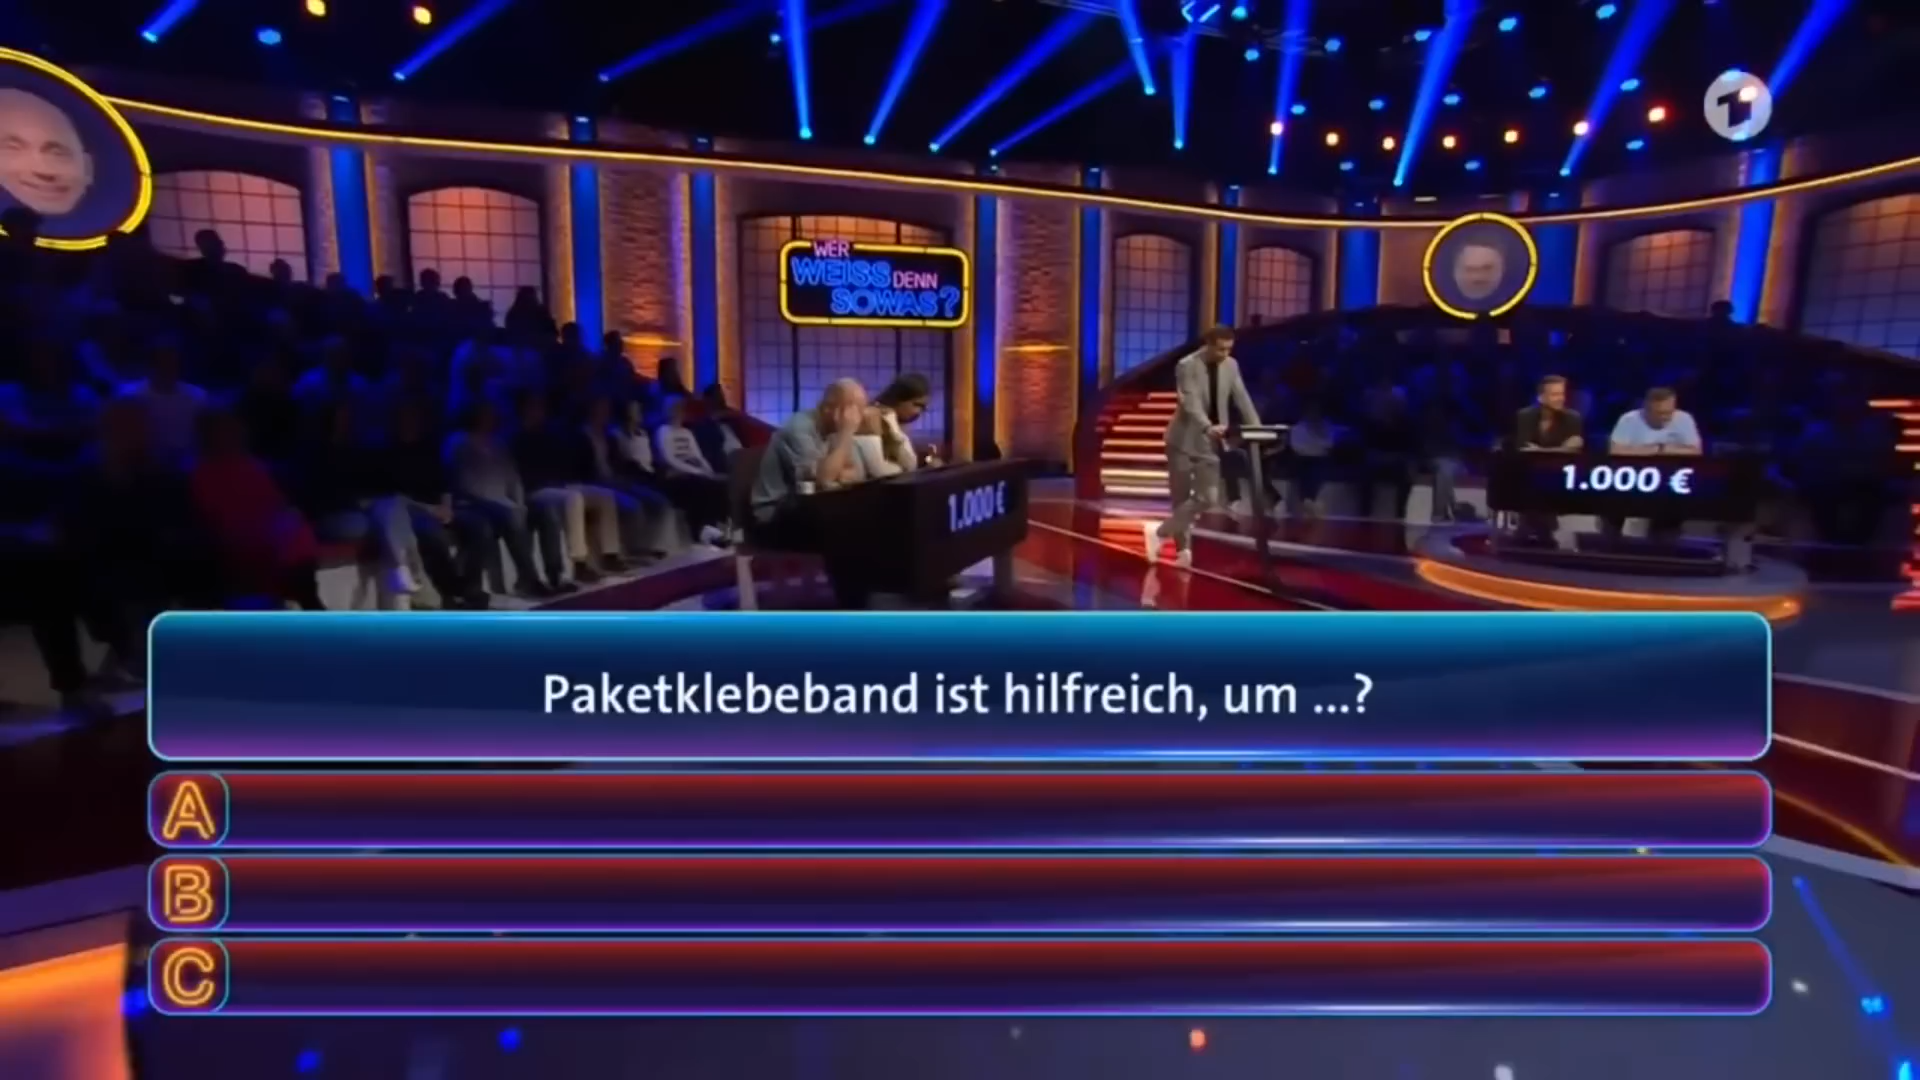 WER
WEISS DENN
SOWAS?
1.000 €
1.000 €
Paketklebeband ist hilfreich, um ...?
A
B
C